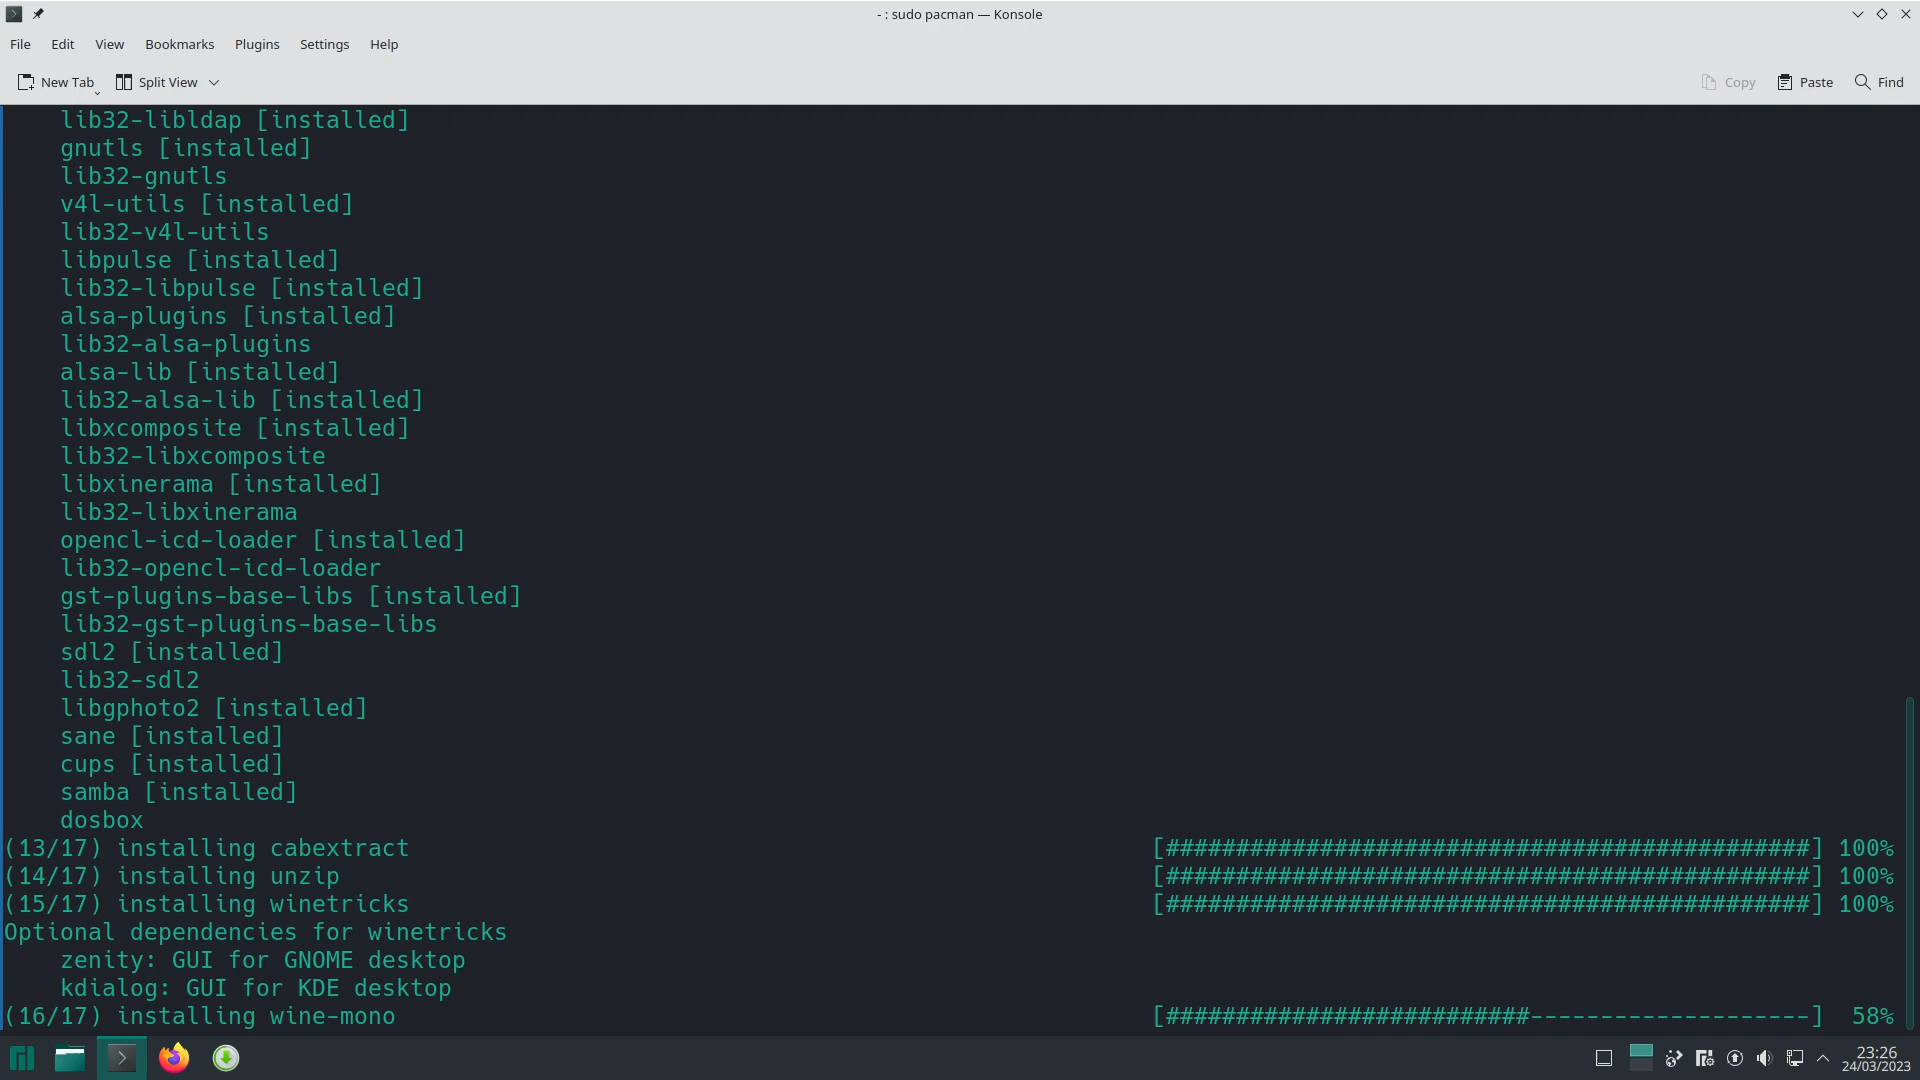 - : sudo pacman — Konsole
File Edit View Bookmarks Plugins Settings Help
New Tab Split View Copy Paste Find
lib32-libldap [installed]
gnutls [installed]
lib32-gnutls
v4l-utils [installed]
lib32-v4l-utils
libpulse [installed]
lib32-libpulse [installed]
alsa-plugins [installed]
lib32-alsa-plugins
alsa-lib [installed]
lib32-alsa-lib [installed]
libxcomposite [installed]
lib32-libxcomposite
libxinerama [installed]
lib32-libxinerama
opencl-icd-loader [installed]
lib32-opencl-icd-loader
gst-plugins-base-libs [installed]
lib32-gst-plugins-base-libs
sdl2 [installed]
lib32-sdl2
libgphoto2 [installed]
sane [installed]
cups [installed]
samba [installed]
dosbox
(13/17) installing cabextract [##############################################] 100%
(14/17) installing unzip [##############################################] 100%
(15/17) installing winetricks [##############################################] 100%
Optional dependencies for winetricks
zenity: GUI for GNOME desktop
kdialog: GUI for KDE desktop
(16/17) installing wine-mono [##########################--------------------] 58%
23:26
24/03/2023